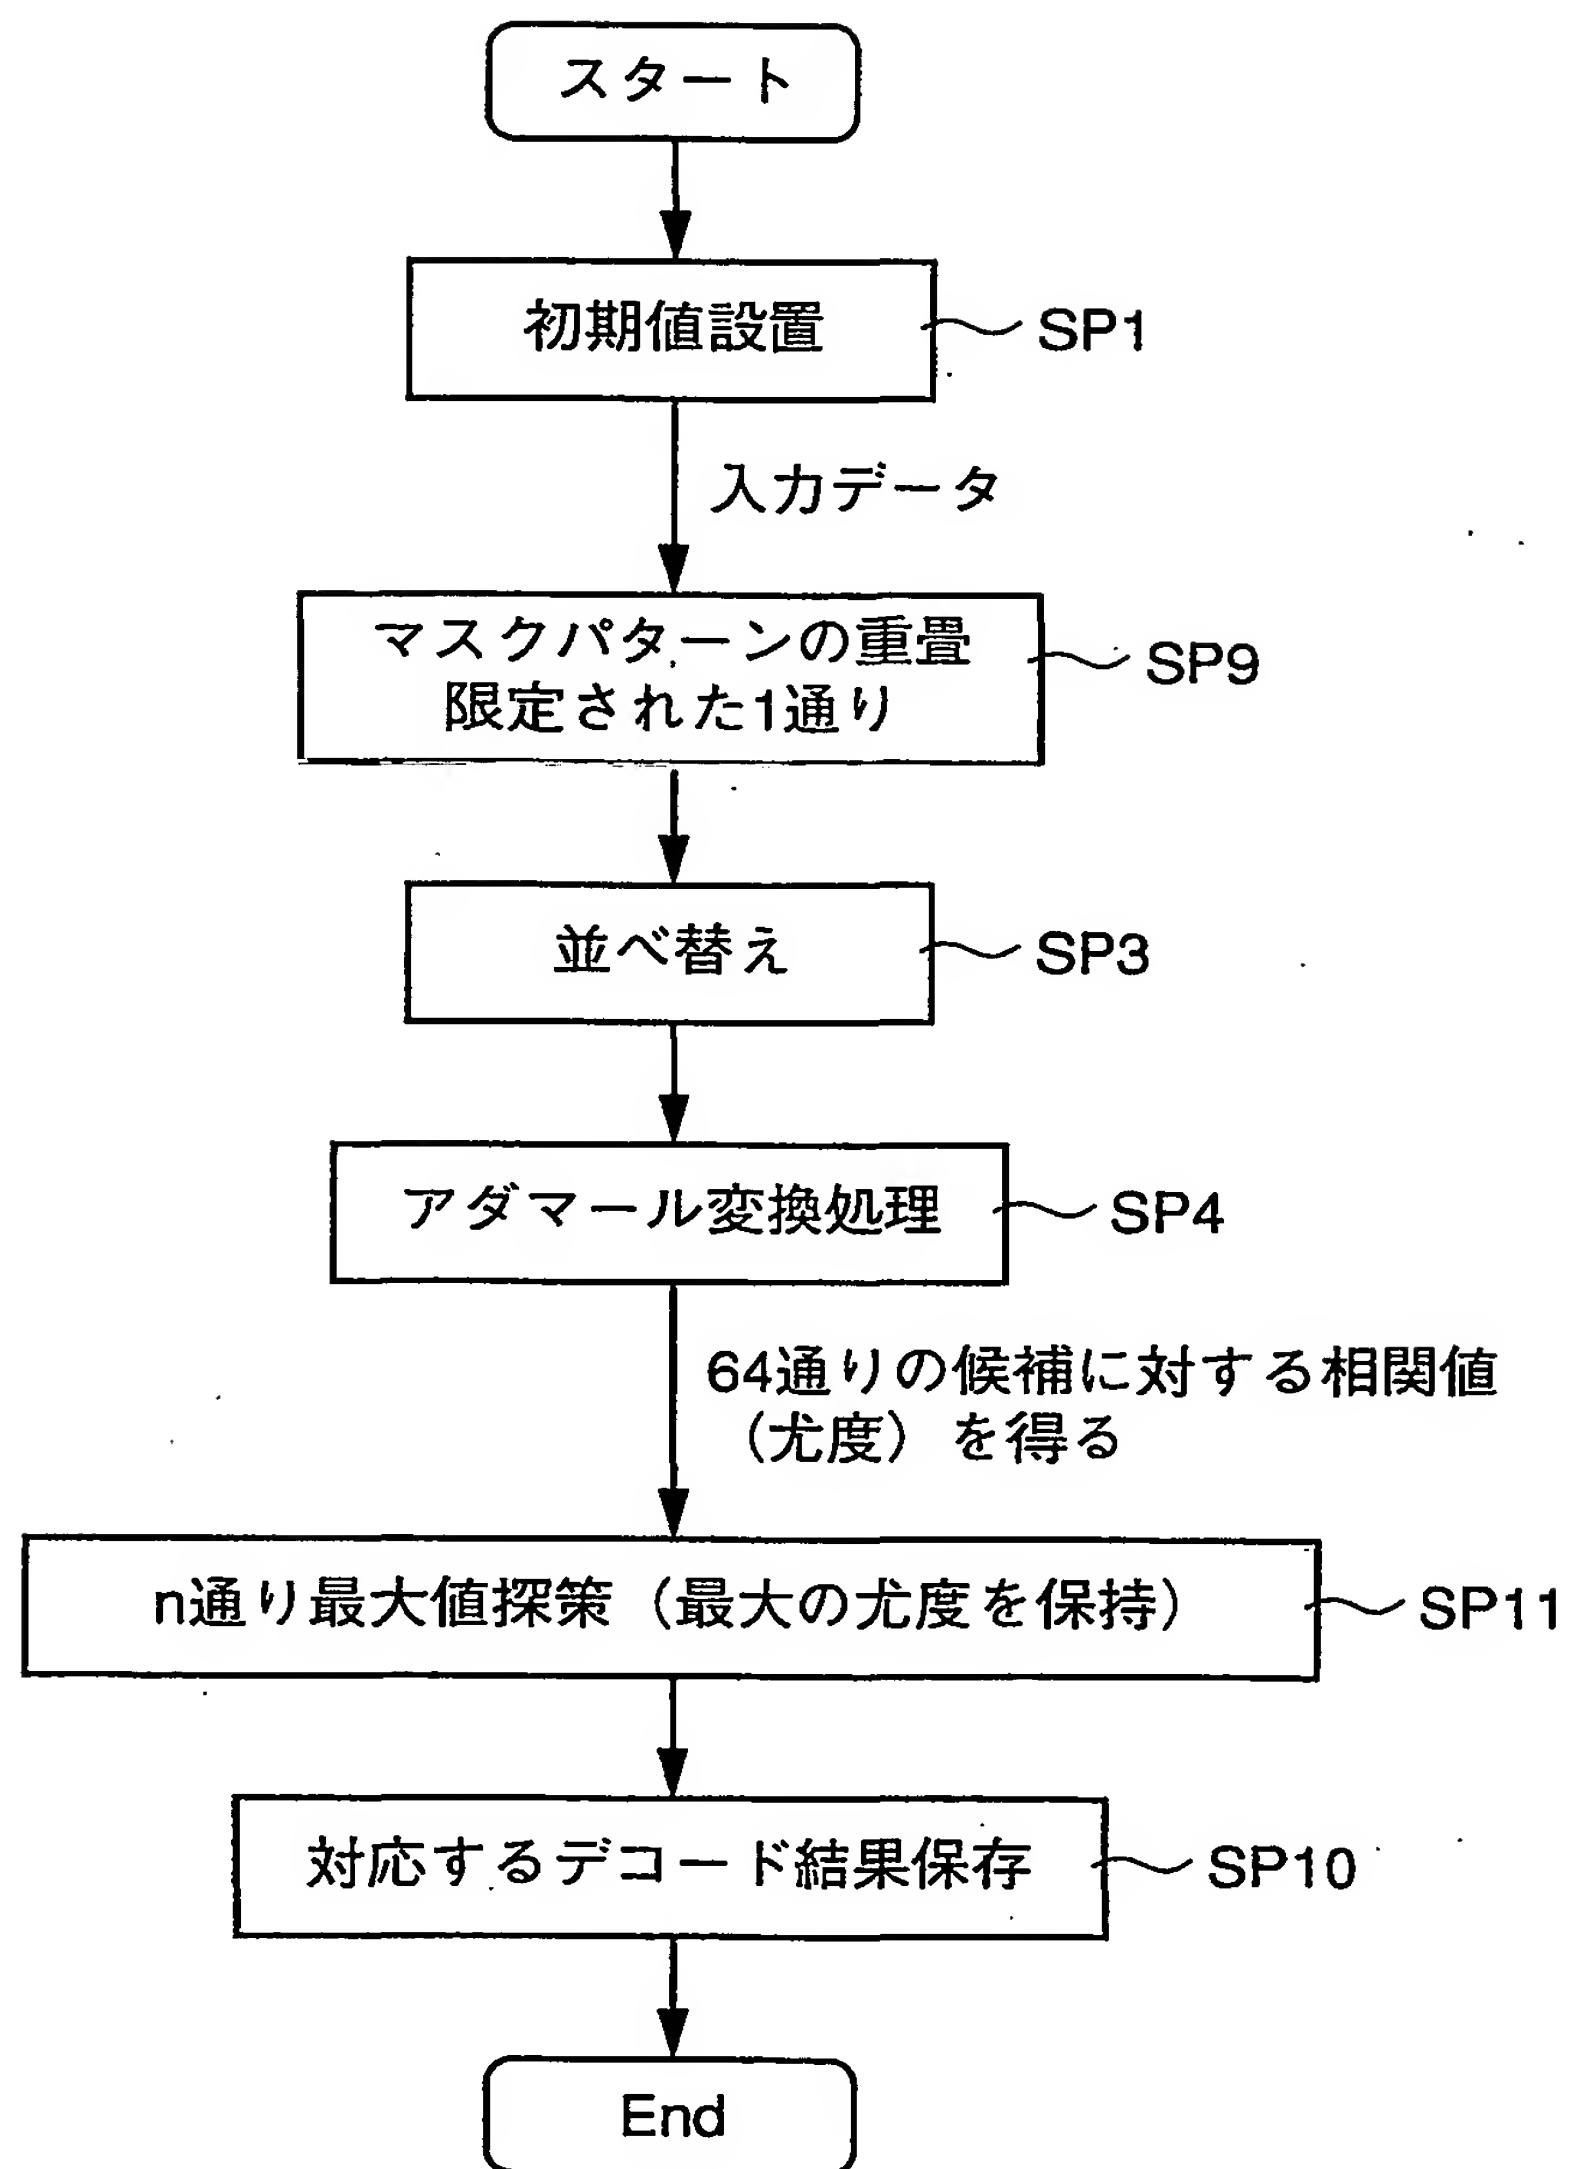 スタート
初期値設置
SP1
入力データ
マスクパターンの重畳
限定された1通り
SP9
並べ替え
SP3
アダマール変換処理
SP4
64通りの候補に対する相関値
(尤度) を得る
n通り最大値探策 (最大の尤度を保持)
SP11
対応するデコード結果保存
SP10
End